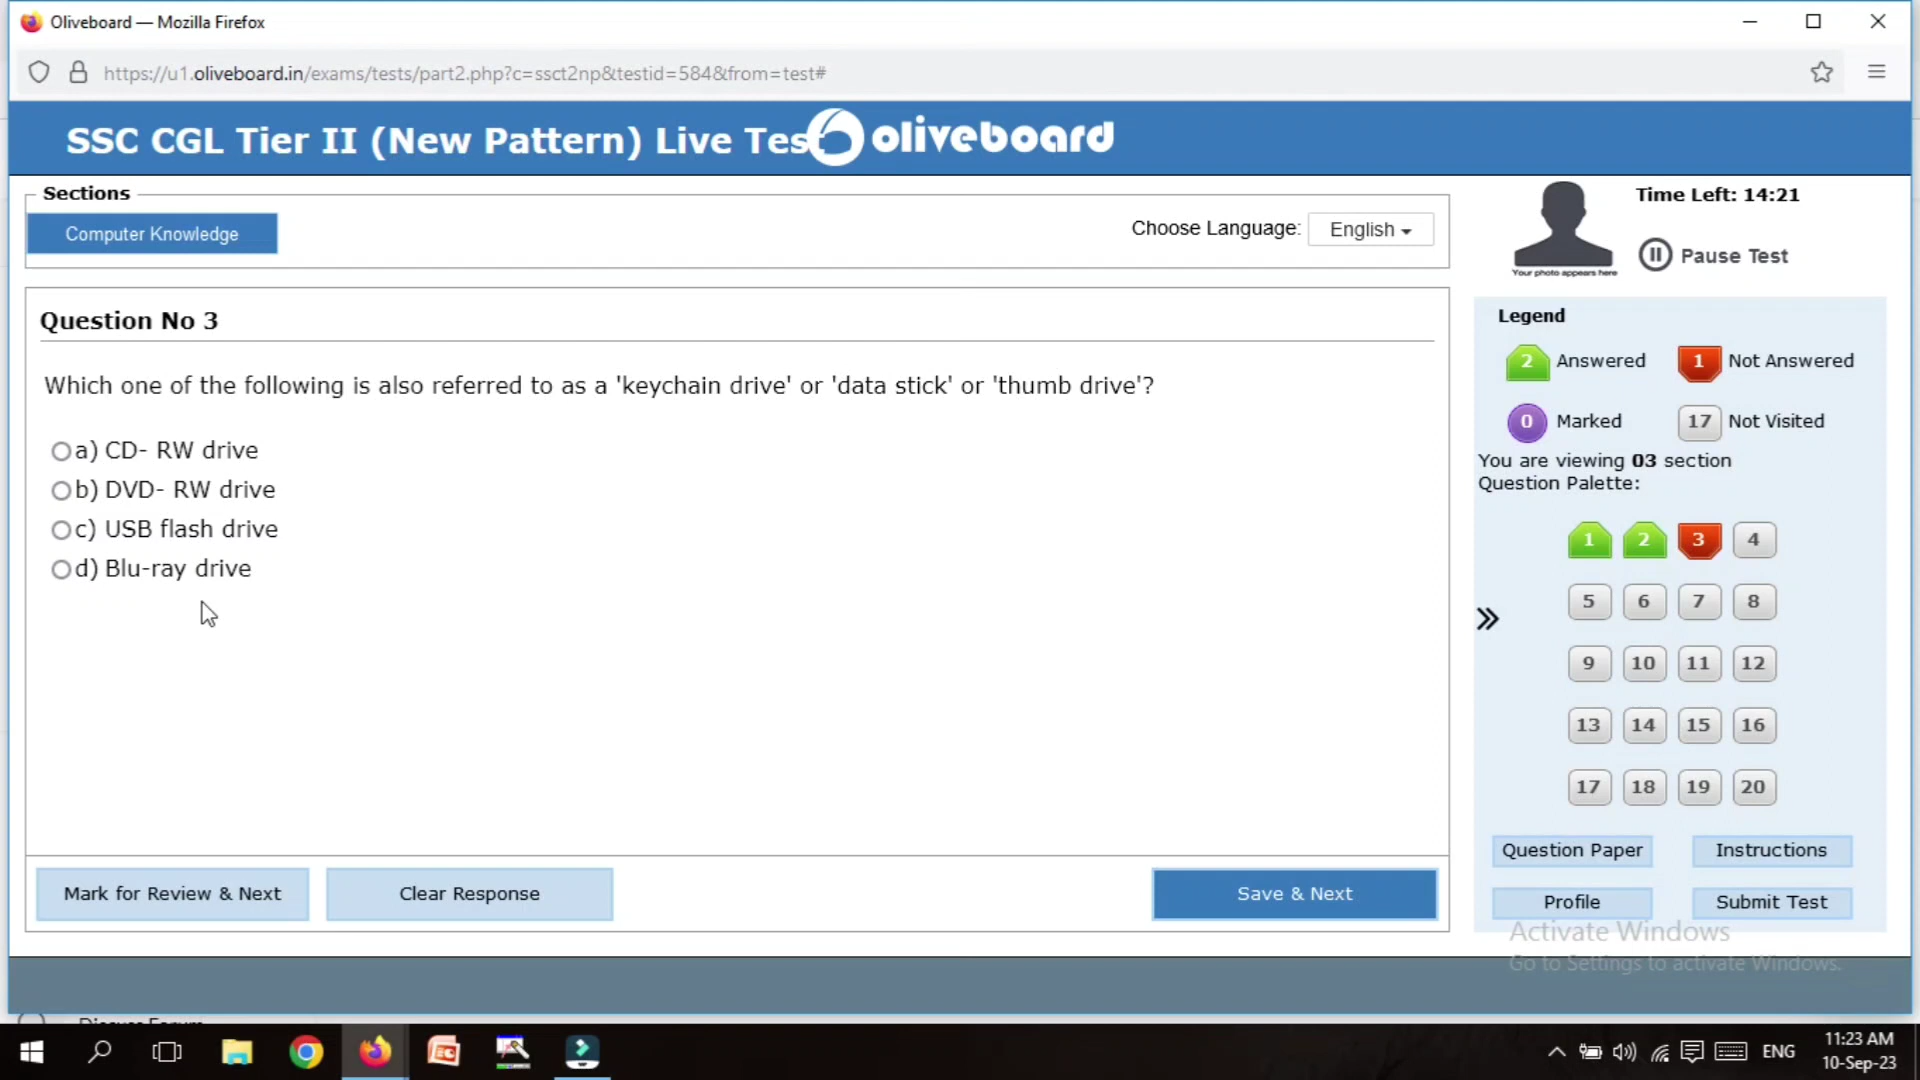 Oliveboard — Mozilla Firefox
https://u1.oliveboard.in/exams/tests/part2.php?c=ssct2np&testid=584&from=test#
SSC CGL Tier II (New Pattern) Live Tes
oliveboard
Sections
Computer Knowledge
Choose Language:
English
Your photo appears here
Time Left: 14:21
Pause Test
Question No 3
Which one of the following is also referred to as a 'keychain drive' or 'data stick' or 'thumb drive'?
a) CD- RW drive
b) DVD- RW drive
c) USB flash drive
d) Blu-ray drive
Mark for Review & Next
Clear Response
Save & Next
Legend
2 Answered
1 Not Answered
0 Marked
17 Not Visited
You are viewing 03 section
Question Palette:
1 2 3 4
5 6 7 8
9 10 11 12
13 14 15 16
17 18 19 20
Question Paper
Instructions
Profile
Submit Test
Activate Windows
Go to Settings to activate Windows.
ENG
11:23 AM
10-Sep-23